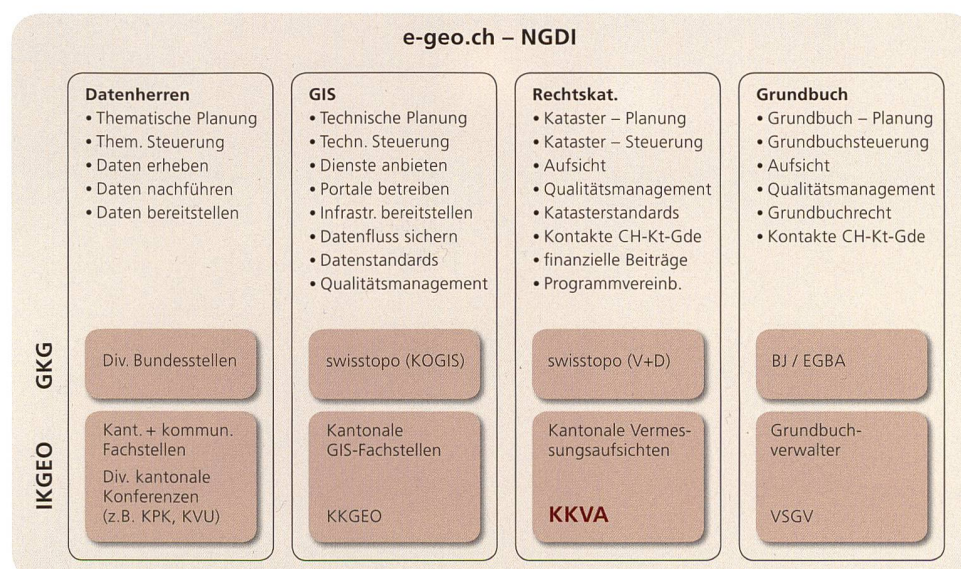 e-geo.ch – NGDI
Datenherren
• Thematische Planung
• Them. Steuerung
• Daten erheben
• Daten nachführen
• Daten bereitstellen
GIS
• Technische Planung
• Techn. Steuerung
• Dienste anbieten
• Portale betreiben
• Infrastr. bereitstellen
• Datenfluss sichern
• Datenstandards
• Qualitätsmanagement
Rechtskat.
• Kataster – Planung
• Kataster – Steuerung
• Aufsicht
• Qualitätsmanagement
• Katasterstandards
• Kontakte CH-Kt-Gde
• finanzielle Beiträge
• Programmvereinb.
Grundbuch
• Grundbuch – Planung
• Grundbuchsteuerung
• Aufsicht
• Qualitätsmanagement
• Grundbuchrecht
• Kontakte CH-Kt-Gde
GKG
Div. Bundesstellen
swisstopo (KOGIS)
swisstopo (V+D)
BJ / EGBA
IKGEO
Kant. + kommun.
Fachstellen
Div. kantonale
Konferenzen
(z.B. KPK, KVU)
Kantonale
GIS-Fachstellen
KKGEO
Kantonale Vermes-
sungsaufsichten
KKVA
Grundbuch-
verwalter
VSGV